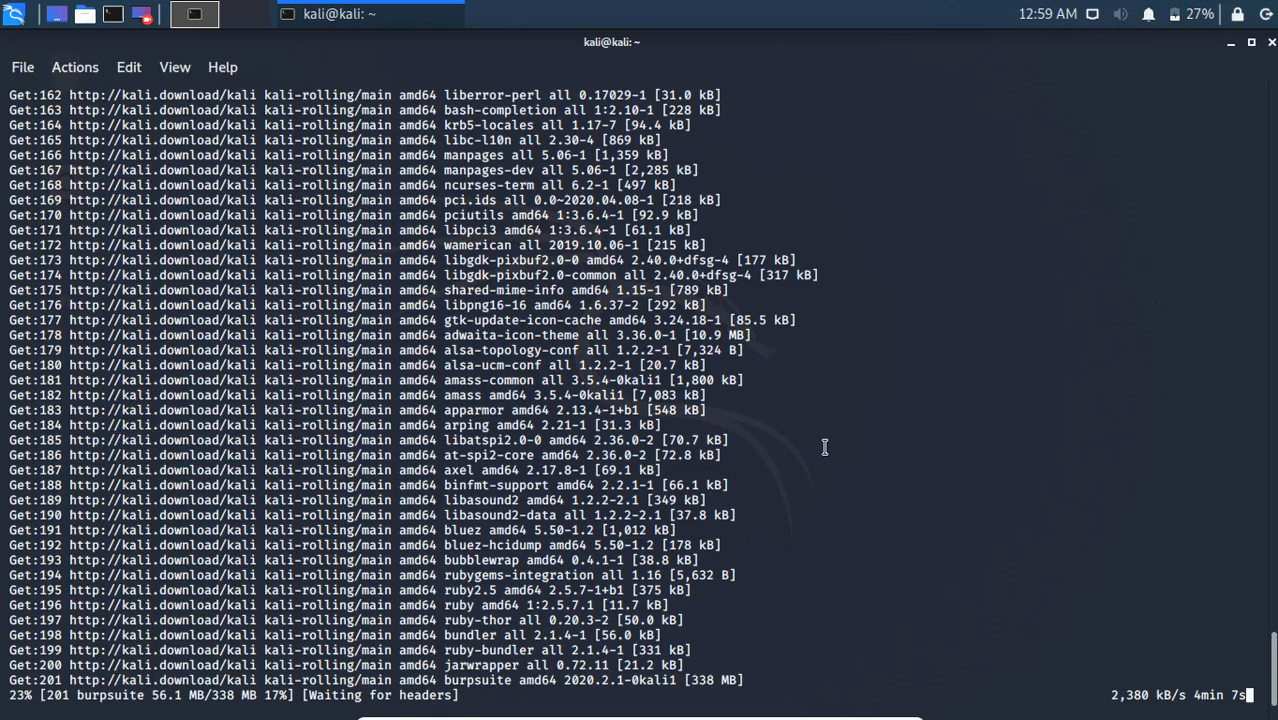 kali@kali: ~
12:59 AM
27%
kali@kali: ~
File Actions Edit View Help
Get:162 http://kali.download/kali kali-rolling/main amd64 liberror-perl all 0.17029-1 [31.0 kB]
Get:163 http://kali.download/kali kali-rolling/main amd64 bash-completion all 1:2.10-1 [228 kB]
Get:164 http://kali.download/kali kali-rolling/main amd64 krb5-locales all 1.17-7 [94.4 kB]
Get:165 http://kali.download/kali kali-rolling/main amd64 libc-l10n all 2.30-4 [869 kB]
Get:166 http://kali.download/kali kali-rolling/main amd64 manpages all 5.06-1 [1,359 kB]
Get:167 http://kali.download/kali kali-rolling/main amd64 manpages-dev all 5.06-1 [2,285 kB]
Get:168 http://kali.download/kali kali-rolling/main amd64 ncurses-term all 6.2-1 [497 kB]
Get:169 http://kali.download/kali kali-rolling/main amd64 pci.ids all 0.0~2020.04.08-1 [218 kB]
Get:170 http://kali.download/kali kali-rolling/main amd64 pciutils amd64 1:3.6.4-1 [92.9 kB]
Get:171 http://kali.download/kali kali-rolling/main amd64 libpci3 amd64 1:3.6.4-1 [61.1 kB]
Get:172 http://kali.download/kali kali-rolling/main amd64 wamerican all 2019.10.06-1 [215 kB]
Get:173 http://kali.download/kali kali-rolling/main amd64 libgdk-pixbuf2.0-0 amd64 2.40.0+dfsg-4 [177 kB]
Get:174 http://kali.download/kali kali-rolling/main amd64 libgdk-pixbuf2.0-common all 2.40.0+dfsg-4 [317 kB]
Get:175 http://kali.download/kali kali-rolling/main amd64 shared-mime-info amd64 1.15-1 [789 kB]
Get:176 http://kali.download/kali kali-rolling/main amd64 libpng16-16 amd64 1.6.37-2 [292 kB]
Get:177 http://kali.download/kali kali-rolling/main amd64 gtk-update-icon-cache amd64 3.24.18-1 [85.5 kB]
Get:178 http://kali.download/kali kali-rolling/main amd64 adwaita-icon-theme all 3.36.0-1 [10.9 MB]
Get:179 http://kali.download/kali kali-rolling/main amd64 alsa-topology-conf all 1.2.2-1 [7,324 B]
Get:180 http://kali.download/kali kali-rolling/main amd64 alsa-ucm-conf all 1.2.2-1 [20.7 kB]
Get:181 http://kali.download/kali kali-rolling/main amd64 amass-common all 3.5.4-0kali1 [1,800 kB]
Get:182 http://kali.download/kali kali-rolling/main amd64 amass amd64 3.5.4-0kali1 [7,083 kB]
Get:183 http://kali.download/kali kali-rolling/main amd64 apparmor amd64 2.13.4-1+b1 [548 kB]
Get:184 http://kali.download/kali kali-rolling/main amd64 arping amd64 2.21-1 [31.3 kB]
Get:185 http://kali.download/kali kali-rolling/main amd64 libatspi2.0-0 amd64 2.36.0-2 [70.7 kB]
Get:186 http://kali.download/kali kali-rolling/main amd64 at-spi2-core amd64 2.36.0-2 [72.8 kB]
Get:187 http://kali.download/kali kali-rolling/main amd64 axel amd64 2.17.8-1 [69.1 kB]
Get:188 http://kali.download/kali kali-rolling/main amd64 binfmt-support amd64 2.2.1-1 [66.1 kB]
Get:189 http://kali.download/kali kali-rolling/main amd64 libasound2 amd64 1.2.2-2.1 [349 kB]
Get:190 http://kali.download/kali kali-rolling/main amd64 libasound2-data all 1.2.2-2.1 [37.8 kB]
Get:191 http://kali.download/kali kali-rolling/main amd64 bluez amd64 5.50-1.2 [1,012 kB]
Get:192 http://kali.download/kali kali-rolling/main amd64 bluez-hcidump amd64 5.50-1.2 [178 kB]
Get:193 http://kali.download/kali kali-rolling/main amd64 bubblewrap amd64 0.4.1-1 [38.8 kB]
Get:194 http://kali.download/kali kali-rolling/main amd64 rubygems-integration all 1.16 [5,632 B]
Get:195 http://kali.download/kali kali-rolling/main amd64 ruby2.5 amd64 2.5.7-1+b1 [375 kB]
Get:196 http://kali.download/kali kali-rolling/main amd64 ruby amd64 1:2.5.7.1 [11.7 kB]
Get:197 http://kali.download/kali kali-rolling/main amd64 ruby-thor all 0.20.3-2 [50.0 kB]
Get:198 http://kali.download/kali kali-rolling/main amd64 bundler all 2.1.4-1 [56.0 kB]
Get:199 http://kali.download/kali kali-rolling/main amd64 ruby-bundler all 2.1.4-1 [331 kB]
Get:200 http://kali.download/kali kali-rolling/main amd64 jarwrapper all 0.72.11 [21.2 kB]
Get:201 http://kali.download/kali kali-rolling/main amd64 burpsuite amd64 2020.2.1-0kali1 [338 MB]
23% [201 burpsuite 56.1 MB/338 MB 17%] [Waiting for headers] 2,380 kB/s 4min 7s